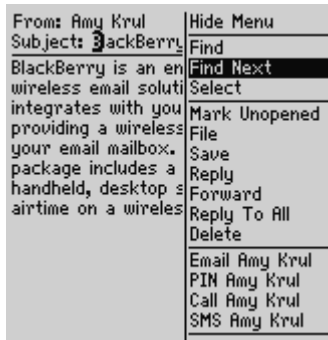 From: Amy Krul
Subject: BlackBerry
BlackBerry is an en
wireless email soluti
integrates with you
providing a wireless
your email mailbox.
package includes a
handheld, desktop s
airtime on a wireles
Hide Menu
Find
Find Next
Select
Mark Unopened
File
Save
Reply
Forward
Reply To All
Delete
Email Amy Krul
PIN Amy Krul
Call Amy Krul
SMS Amy Krul